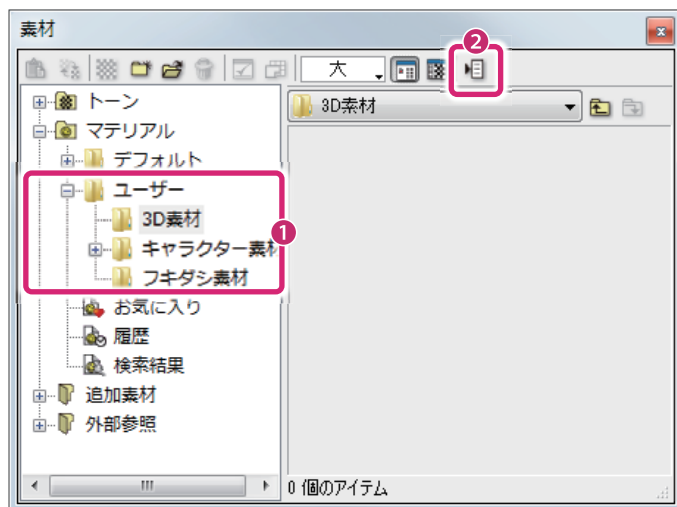 素材
2
大
トーン
3D素材
マテリアル
デフォルト
ユーザー
3D素材
1
キャラクター素材
フキダシ素材
お気に入り
履歴
検索結果
追加素材
外部参照
0 個のアイテム